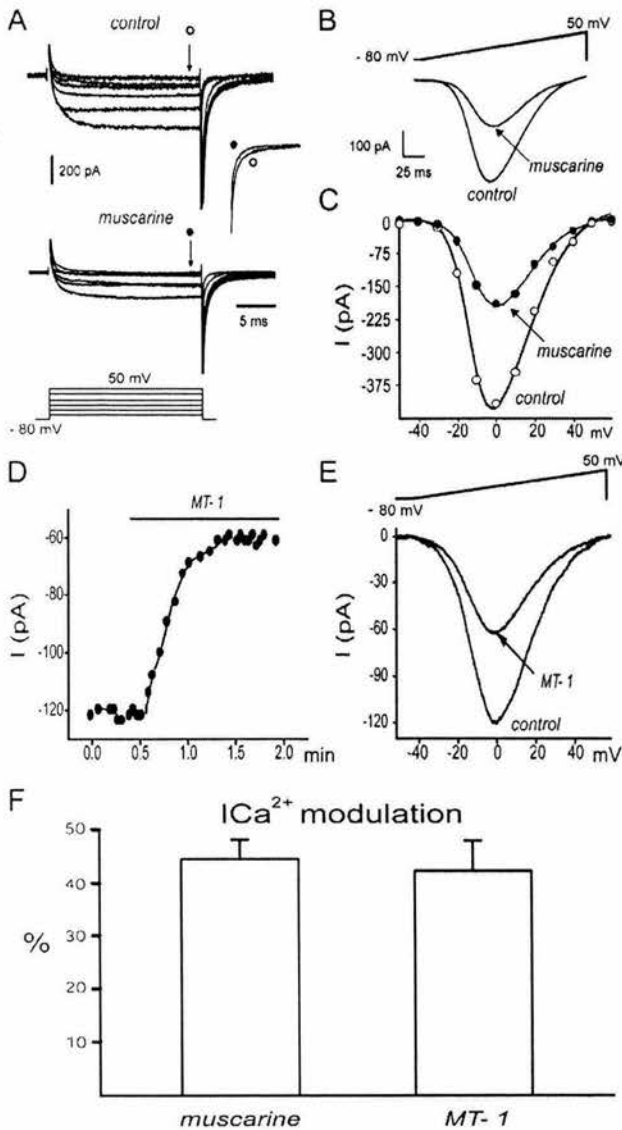 A
control
200 pA
muscarine
5 ms
50 mV
- 80 mV
B
50 mV
- 80 mV
100 pA
25 ms
muscarine
control
C
0
-75
-150
-225
-300
-375
I (pA)
muscarine
control
-40 -20 0 20 40 mV
D
MT- 1
-60
-80
-100
-120
I (pA)
0.0 0.5 1.0 1.5 2.0 min
E
50 mV
- 80 mV
0
-30
-60
-90
-120
I (pA)
MT- 1
control
-40 -20 0 20 40 mV
F
ICa²⁺ modulation
50
40
30
20
10
%
muscarine MT- 1